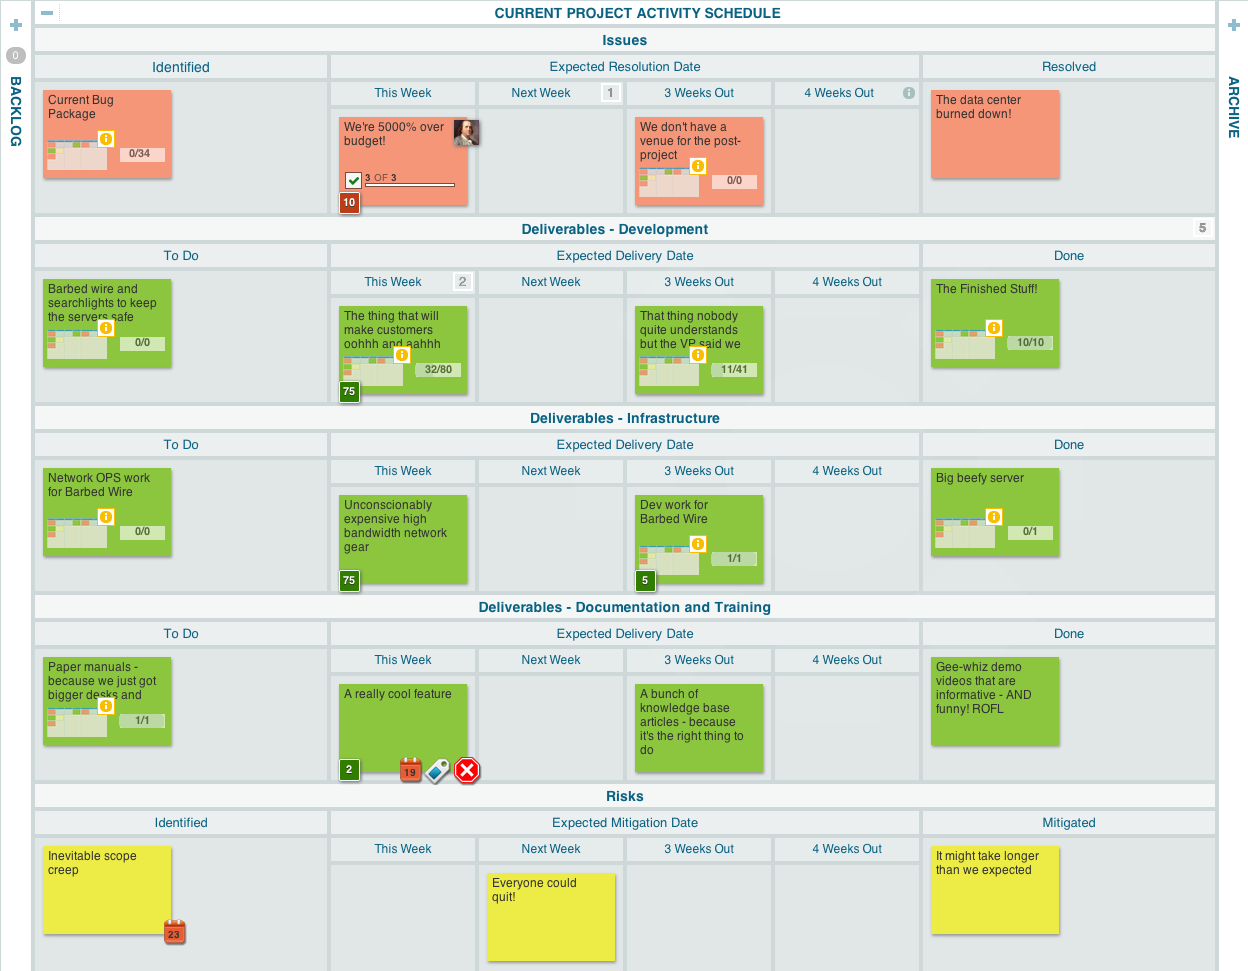 CURRENT PROJECT ACTIVITY SCHEDULE
0
BACKLOG
ARCHIVE
Issues
Identified
Expected Resolution Date
Resolved
This Week
Next Week
1
3 Weeks Out
4 Weeks Out
Current Bug
Package
0/34
We're 5000% over
budget!
3 OF 3
10
We don't have a
venue for the post-
project
0/0
The data center
burned down!
Deliverables - Development
5
To Do
Expected Delivery Date
Done
This Week
2
Next Week
3 Weeks Out
4 Weeks Out
Barbed wire and
searchlights to keep
the servers safe
0/0
The thing that will
make customers
oohhh and aahhh
32/80
75
That thing nobody
quite understands
but the VP said we
11/41
The Finished Stuff!
10/10
Deliverables - Infrastructure
To Do
Expected Delivery Date
Done
This Week
Next Week
3 Weeks Out
4 Weeks Out
Network OPS work
for Barbed Wire
0/0
Unconscionably
expensive high
bandwidth network
gear
75
Dev work for
Barbed Wire
1/1
5
Big beefy server
0/1
Deliverables - Documentation and Training
To Do
Expected Delivery Date
Done
This Week
Next Week
3 Weeks Out
4 Weeks Out
Paper manuals -
because we just got
bigger desks and
1/1
A really cool feature
2
19
A bunch of
knowledge base
articles - because
it's the right thing to
do
Gee-whiz demo
videos that are
informative - AND
funny! ROFL
Risks
Identified
Expected Mitigation Date
Mitigated
This Week
Next Week
3 Weeks Out
4 Weeks Out
Inevitable scope
creep
23
Everyone could
quit!
It might take longer
than we expected